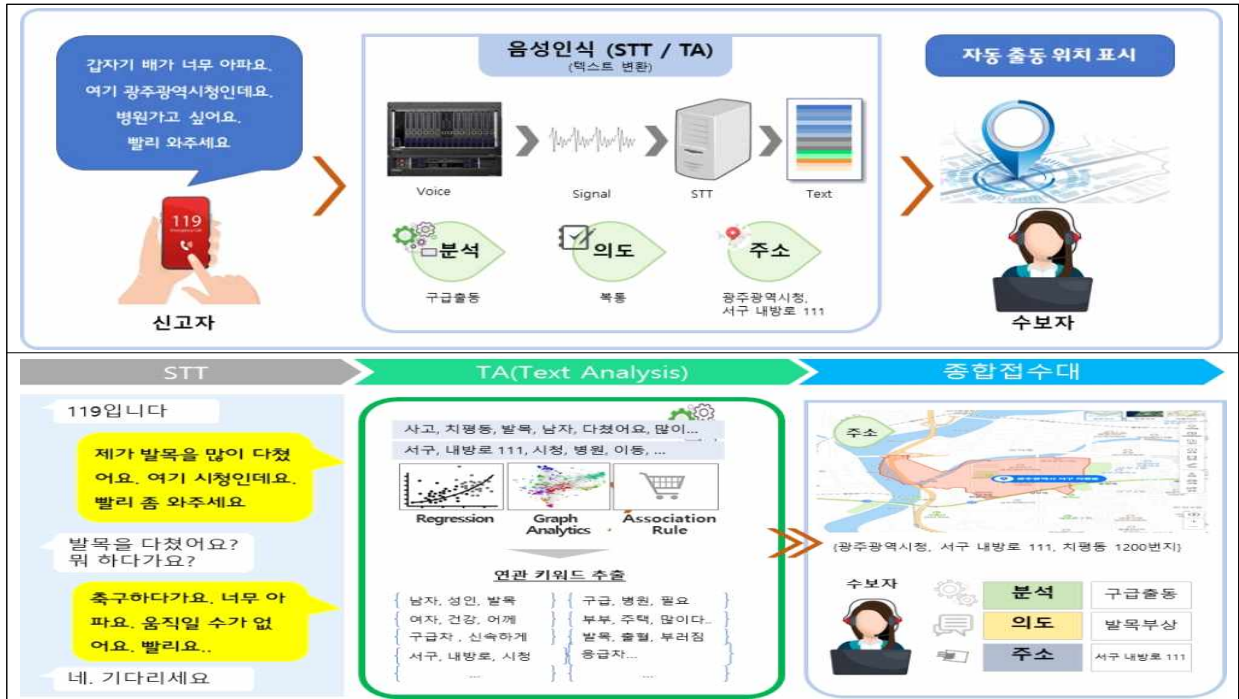 갑자기 배가 너무 아파요.
여기 광주광역시청인데요.
병원가고 싶어요.
빨리 와주세요
119
신고자
음성인식 (STT / TA)
(텍스트 변환)
Voice
Signal
STT
Text
분석
의도
주소
구급출동
복통
광주광역시청,
서구 내방로 111
자동 출동 위치 표시
수보자
STT
119입니다
제가 발목을 많이 다쳤
어요. 여기 시청인데요.
빨리 좀 와주세요
발목을 다쳤어요?
뭐 하다가요?
축구하다가요. 너무 아
파요. 움직일 수가 없
어요. 빨리요..
네. 기다리세요
TA(Text Analysis)
사고, 치평동, 발목, 남자, 다쳤어요, 많이...
서구, 내방로 111, 시청, 병원, 이동, ...
Regression
Graph
Analytics
Association
Rule
연관 키워드 추출
{ 남자, 성인, 발목 }
{ 여자, 건강, 어깨 }
{ 구급차 , 신속하게 }
{ 서구, 내방로, 시청 }
{ ... }
{ 구급, 병원, 필요 }
{ 부부, 주택, 많이다.. }
{ 발목, 출혈, 부러짐 }
{ 응급차... }
{ ... }
종합접수대
주소
{광주광역시청, 서구 내방로 111, 치평동 1200번지}
수보자
분석
구급출동
의도
발목부상
주소
서구 내방로 111